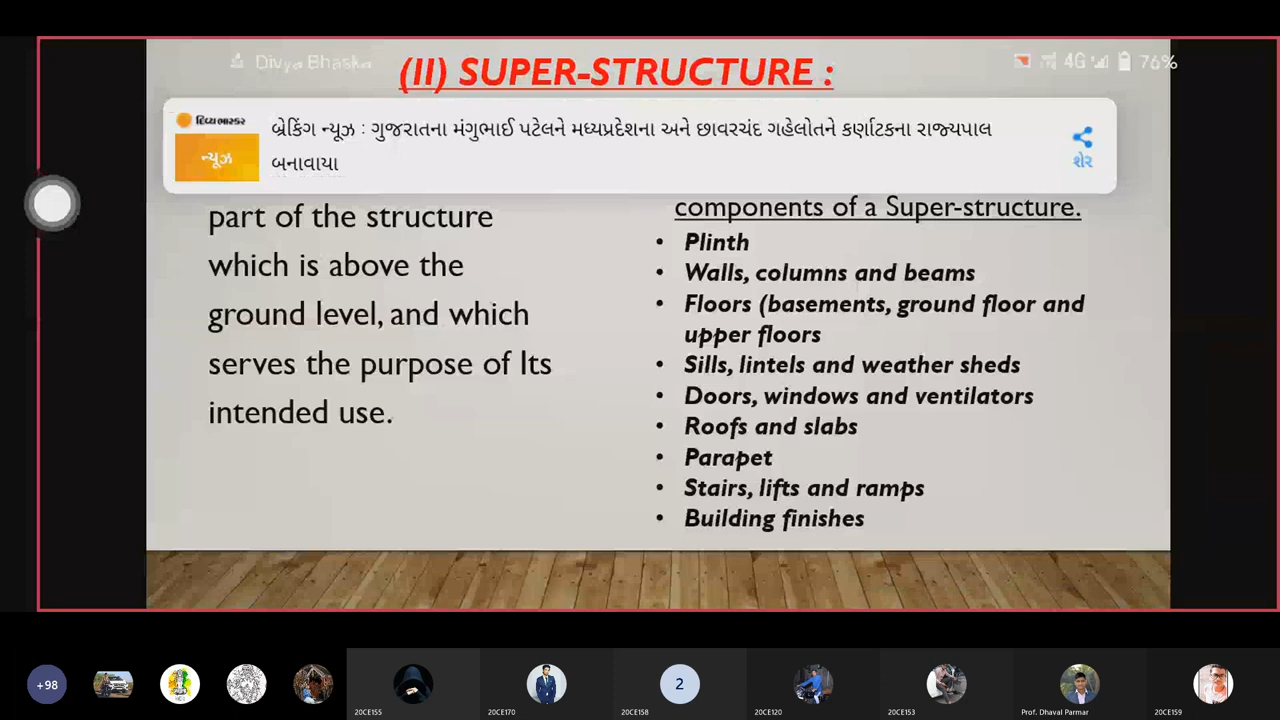 Divya Bhaska
4G 76%
(II) SUPER-STRUCTURE :
દિવ્ય ભાસ્કર
ન્યૂઝ
બ્રેકિંગ ન્યૂઝ : ગુજરાતના મંગુભાઈ પટેલને મધ્યપ્રદેશના અને છાવરચંદ ગહેલોતને કર્ણાટકના રાજ્યપાલ
બનાવાયા
શેર
part of the structure
which is above the
ground level, and which
serves the purpose of Its
intended use.
components of a Super-structure.
• Plinth
• Walls, columns and beams
• Floors (basements, ground floor and
upper floors
• Sills, lintels and weather sheds
• Doors, windows and ventilators
• Roofs and slabs
• Parapet
• Stairs, lifts and ramps
• Building finishes
+98
2
20CE155
20CE170
20CE158
20CE120
20CE153
Prof. Dhaval Parmar
20CE159